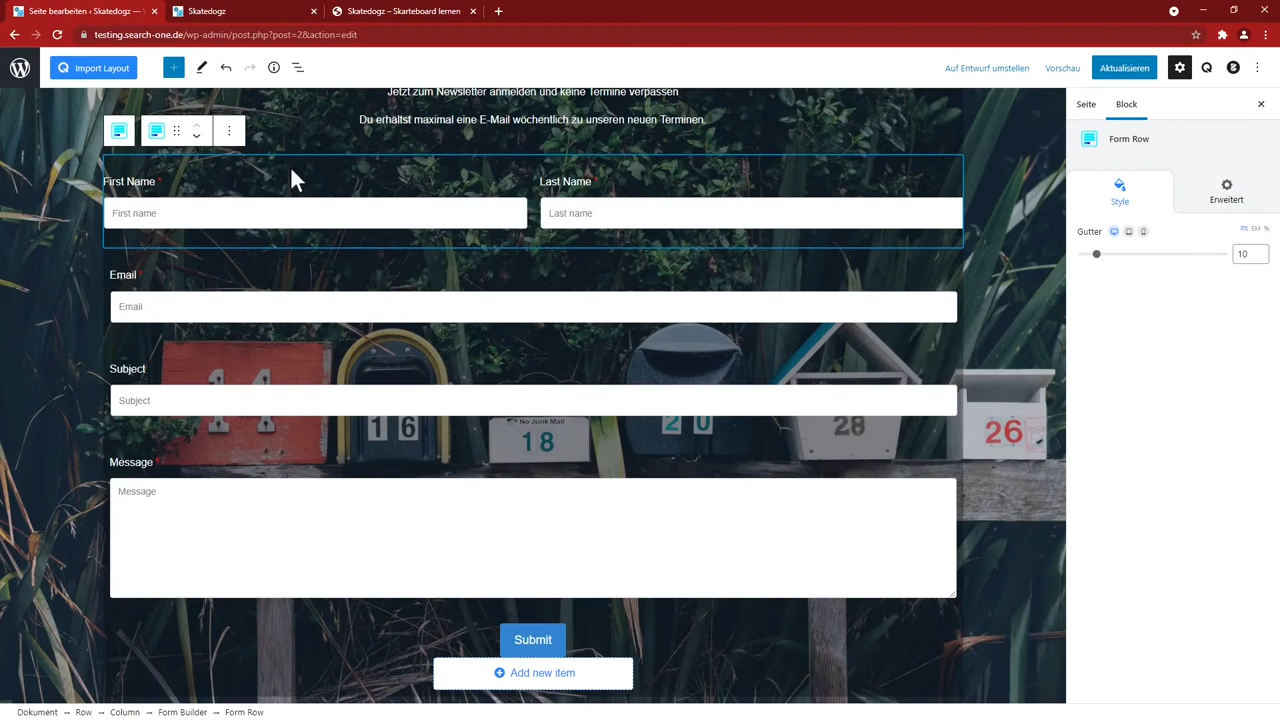 Seite bearbeiten ‹ Skatedogz —
Skatedogz
Skatedogz – Skarteboard lernen
testing.search-one.de/wp-admin/post.php?post=2&action=edit
Import Layout
Auf Entwurf umstellen
Vorschau
Aktualisieren
Jetzt zum Newsletter anmelden und keine Termine verpassen
Du erhältst maximal eine E-Mail wöchentlich zu unseren neuen Terminen.
Seite
Block
Form Row
Style
Erweitert
Gutter
PX EM %
10
First Name *
Last Name *
First name
Last name
Email *
Email
Subject
Subject
14
16
No Junk Mail
18
20
28
26
Message *
Message
Submit
Add new item
Dokument → Row → Column → Form Builder → Form Row